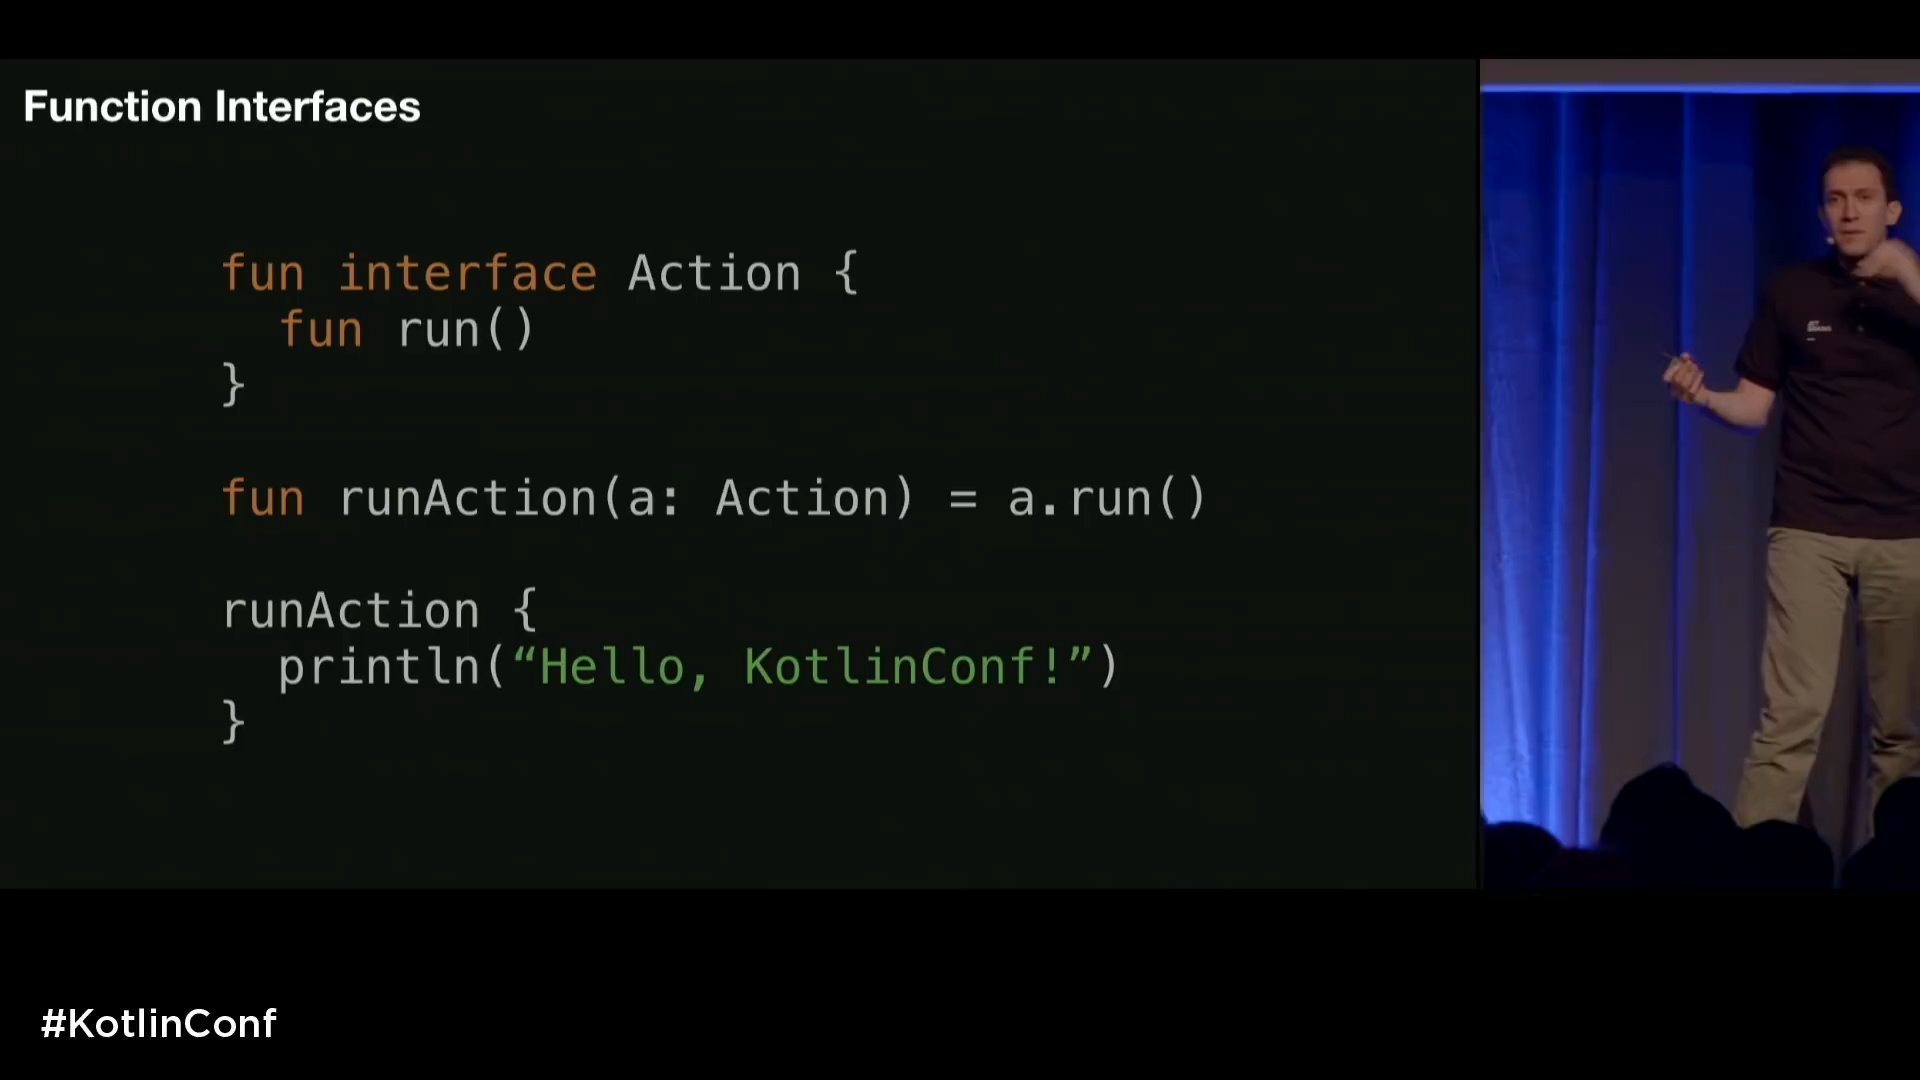 Function Interfaces
fun interface Action {
  fun run()
}
fun runAction(a: Action) = a.run()
runAction {
  println(“Hello, KotlinConf!”)
}
#KotlinConf